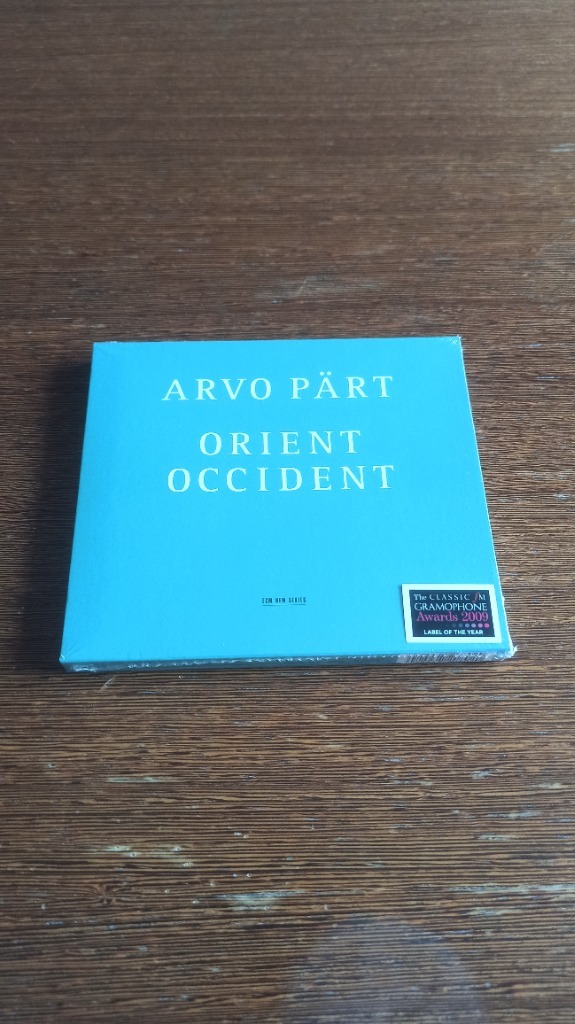 ARVO PÄRT
ORIENT
OCCIDENT
ECM NEW SERIES
The CLASSIC fM
GRAMOPHONE
Awards 2009
LABEL OF THE YEAR